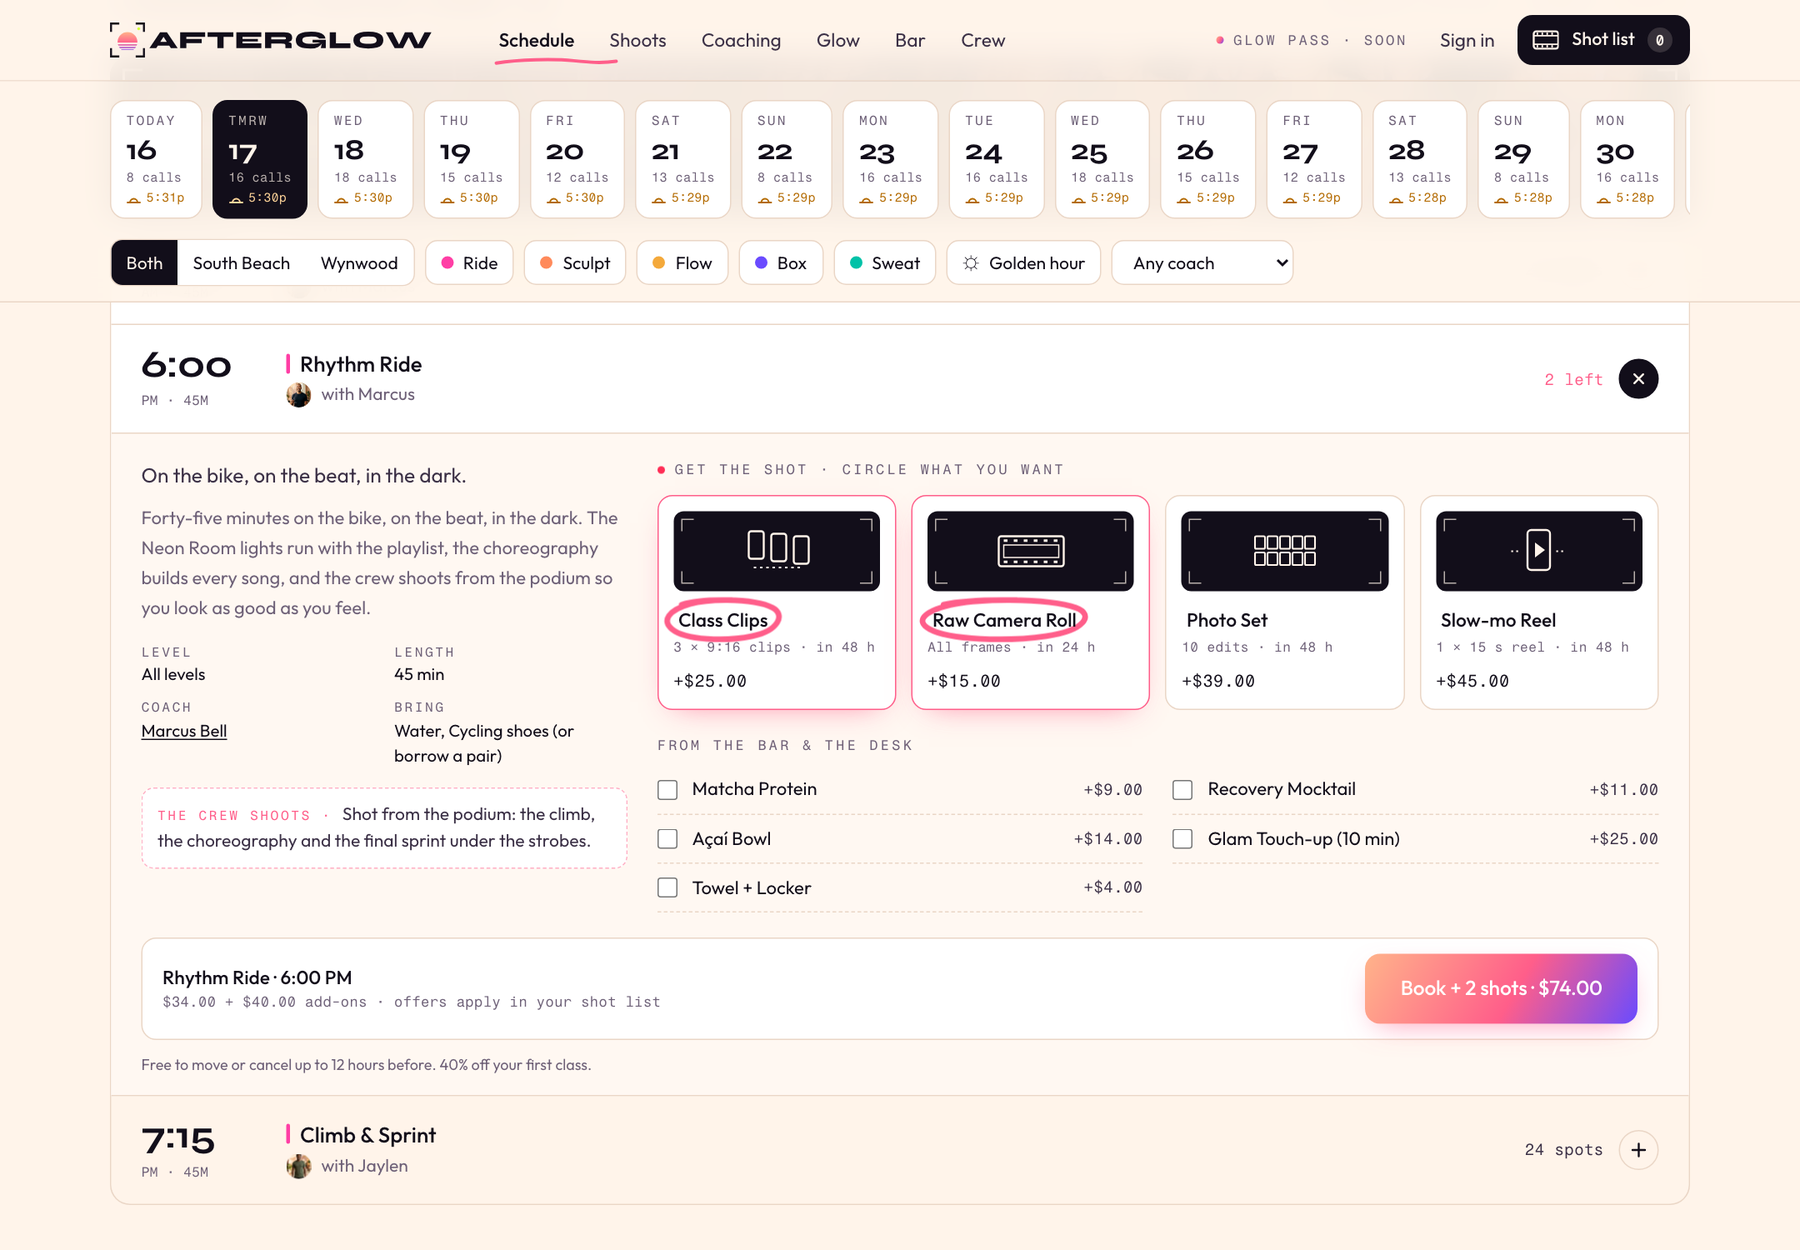 AFTERGLOW
Schedule Shoots Coaching Glow Bar Crew
GLOW PASS · SOON Sign in Shot list 0
TODAY 16 8 calls 5:31p
TMRW 17 16 calls 5:30p
WED 18 18 calls 5:30p
THU 19 15 calls 5:30p
FRI 20 12 calls 5:30p
SAT 21 13 calls 5:29p
SUN 22 8 calls 5:29p
MON 23 16 calls 5:29p
TUE 24 16 calls 5:29p
WED 25 18 calls 5:29p
THU 26 15 calls 5:29p
FRI 27 12 calls 5:29p
SAT 28 13 calls 5:28p
SUN 29 8 calls 5:28p
MON 30 16 calls 5:28p
Both South Beach Wynwood Ride Sculpt Flow Box Sweat Golden hour Any coach
6:00
PM · 45M
Rhythm Ride
with Marcus
2 left
On the bike, on the beat, in the dark.
Forty-five minutes on the bike, on the beat, in the dark. The
Neon Room lights run with the playlist, the choreography
builds every song, and the crew shoots from the podium so
you look as good as you feel.
LEVEL
All levels
LENGTH
45 min
COACH
Marcus Bell
BRING
Water, Cycling shoes (or
borrow a pair)
THE CREW SHOOTS · Shot from the podium: the climb,
the choreography and the final sprint under the strobes.
GET THE SHOT · CIRCLE WHAT YOU WANT
Class Clips
3 × 9:16 clips · in 48 h
+$25.00
Raw Camera Roll
All frames · in 24 h
+$15.00
Photo Set
10 edits · in 48 h
+$39.00
Slow-mo Reel
1 × 15 s reel · in 48 h
+$45.00
FROM THE BAR & THE DESK
Matcha Protein +$9.00
Recovery Mocktail +$11.00
Açaí Bowl +$14.00
Glam Touch-up (10 min) +$25.00
Towel + Locker +$4.00
Rhythm Ride · 6:00 PM
$34.00 + $40.00 add-ons · offers apply in your shot list
Book + 2 shots · $74.00
Free to move or cancel up to 12 hours before. 40% off your first class.
7:15
PM · 45M
Climb & Sprint
with Jaylen
24 spots